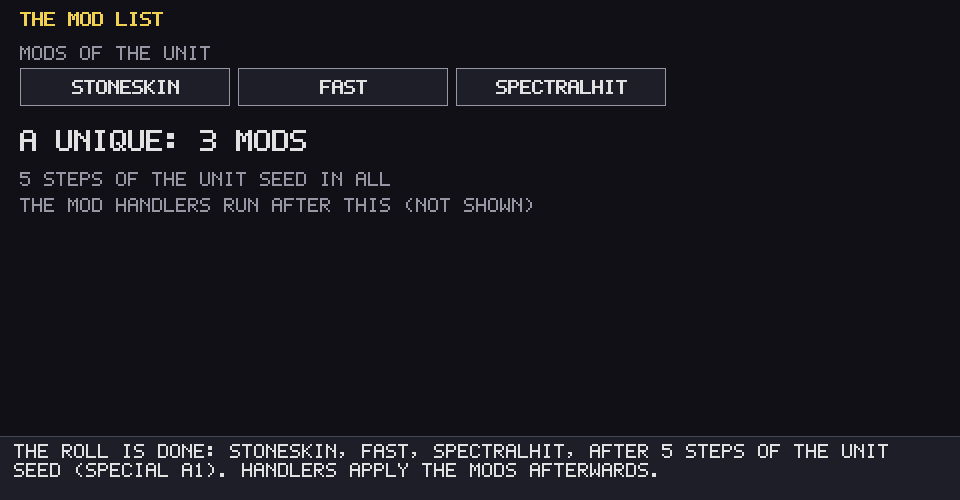 THE MOD LIST
MODS OF THE UNIT
STONESKIN FAST SPECTRALHIT
A UNIQUE: 3 MODS
5 STEPS OF THE UNIT SEED IN ALL
THE MOD HANDLERS RUN AFTER THIS (NOT SHOWN)
THE ROLL IS DONE: STONESKIN, FAST, SPECTRALHIT, AFTER 5 STEPS OF THE UNIT
SEED (SPECIAL A1). HANDLERS APPLY THE MODS AFTERWARDS.